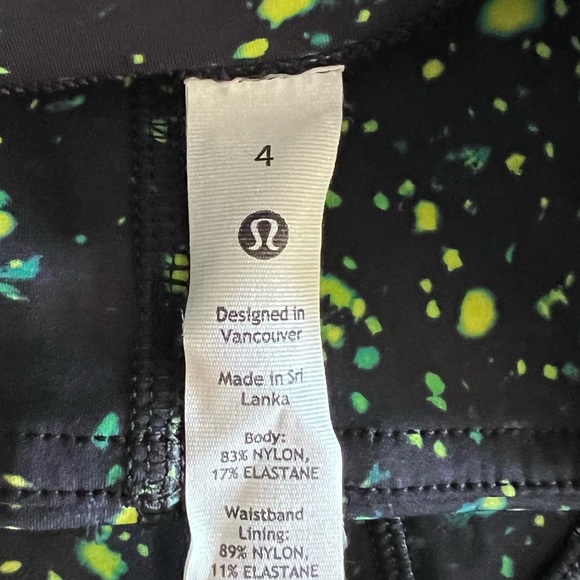 4
Designed in
Vancouver
Made in Sri
Lanka
Body:
83% NYLON,
17% ELASTANE
Waistband
Lining:
89% NYLON,
11% ELASTANE